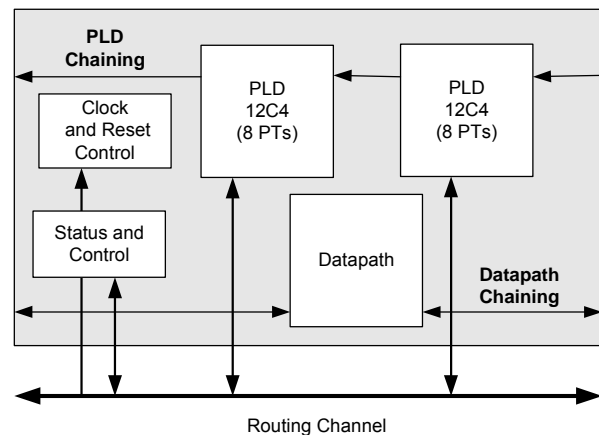 PLD
Chaining
PLD
12C4
(8 PTs)
PLD
12C4
(8 PTs)
Clock
and Reset
Control
Status and
Control
Datapath
Datapath
Chaining
Routing Channel